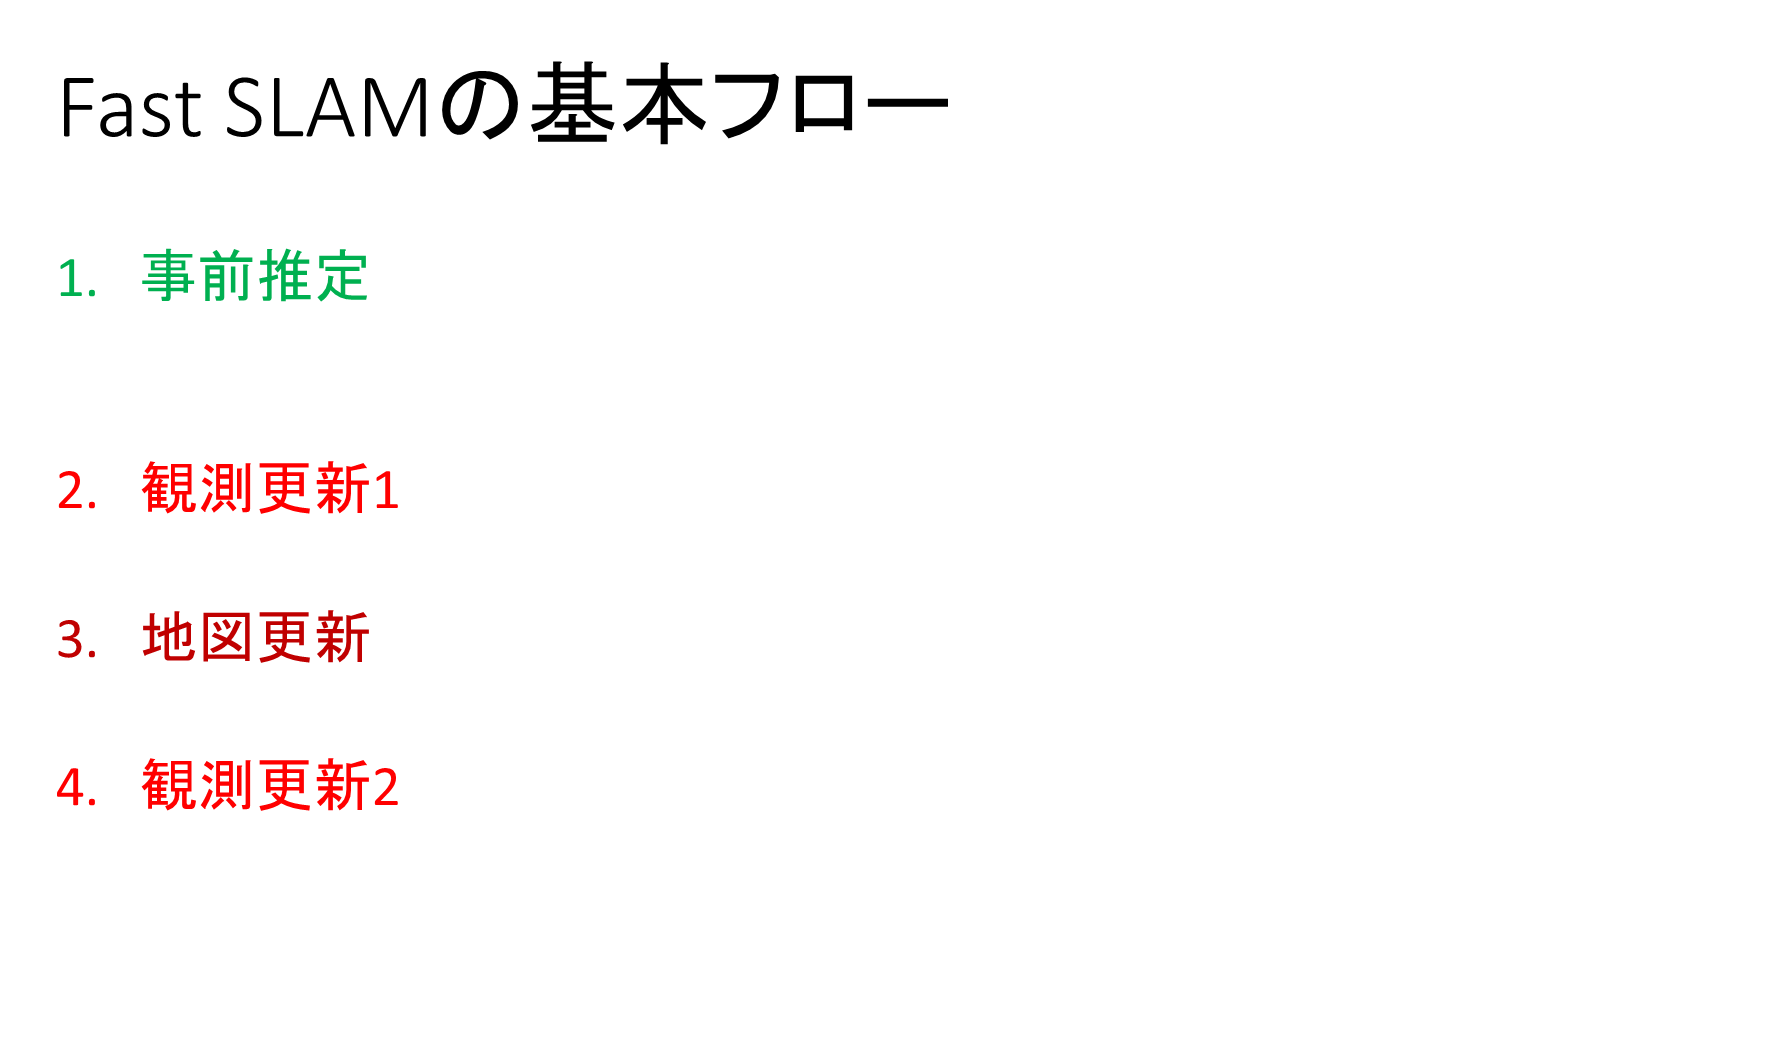 Fast SLAMの基本フロー
1. 事前推定
2. 観測更新1
3. 地図更新
4. 観測更新2